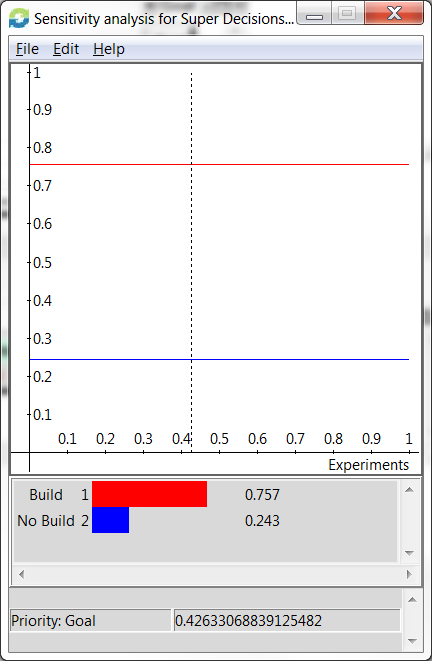 Sensitivity analysis for Super Decisions...
File Edit Help
1
0.9
0.8
0.7
0.6
0.5
0.4
0.3
0.2
0.1
0.1 0.2 0.3 0.4 0.5 0.6 0.7 0.8 0.9 1
Experiments
Build 1 0.757
No Build 2 0.243
Priority: Goal 0.42633068839125482